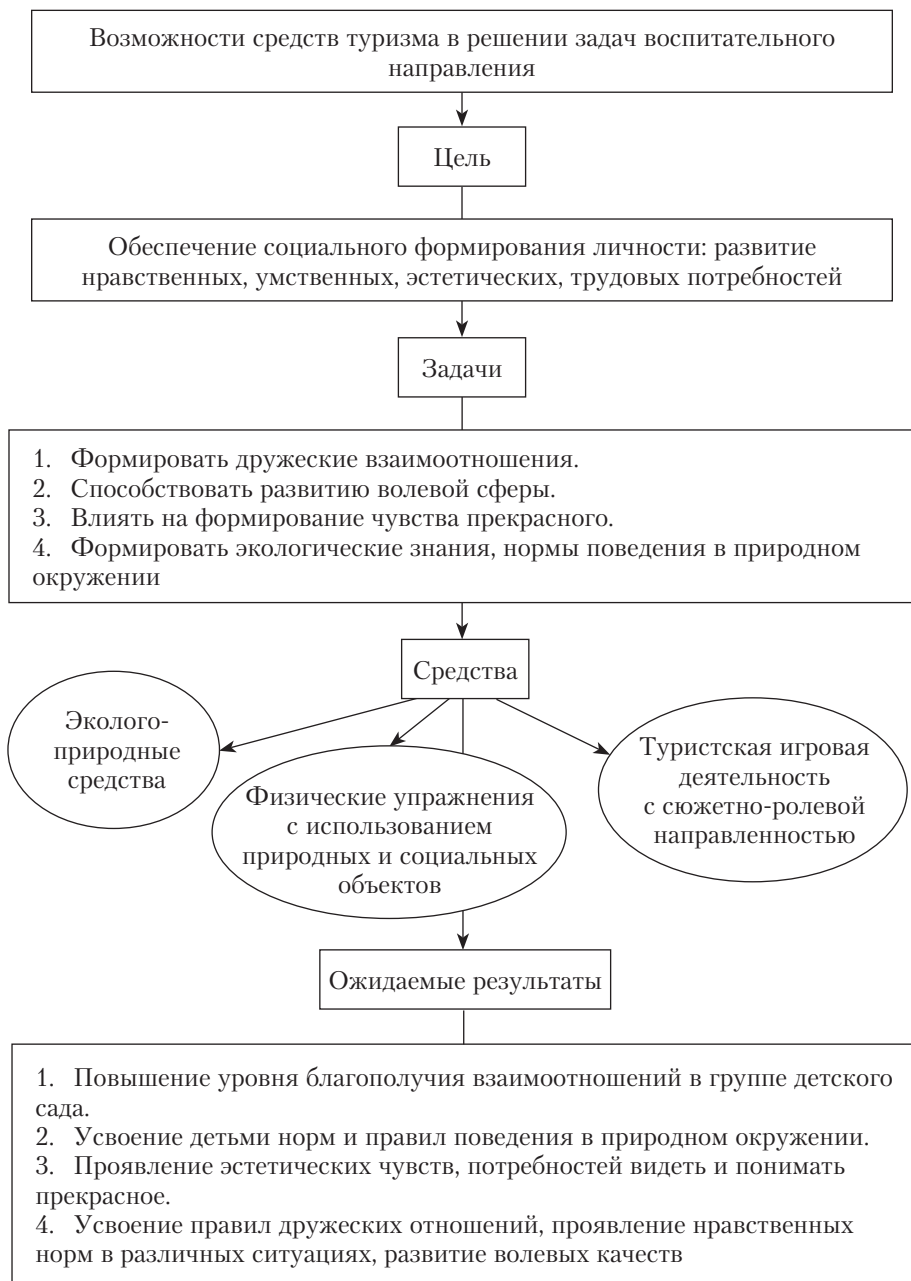 Возможности средств туризма в решении задач воспитательного
направления
Цель
Обеспечение социального формирования личности: развитие
нравственных, умственных, эстетических, трудовых потребностей
Задачи
1. Формировать дружеские взаимоотношения.
2. Способствовать развитию волевой сферы.
3. Влиять на формирование чувства прекрасного.
4. Формировать экологические знания, нормы поведения в природном
окружении
Средства
Эколого-
природные
средства
Физические упражнения
с использованием
природных и социальных
объектов
Туристская игровая
деятельность
с сюжетно-ролевой
направленностью
Ожидаемые результаты
1. Повышение уровня благополучия взаимоотношений в группе детского
сада.
2. Усвоение детьми норм и правил поведения в природном окружении.
3. Проявление эстетических чувств, потребностей видеть и понимать
прекрасное.
4. Усвоение правил дружеских отношений, проявление нравственных
норм в различных ситуациях, развитие волевых качеств